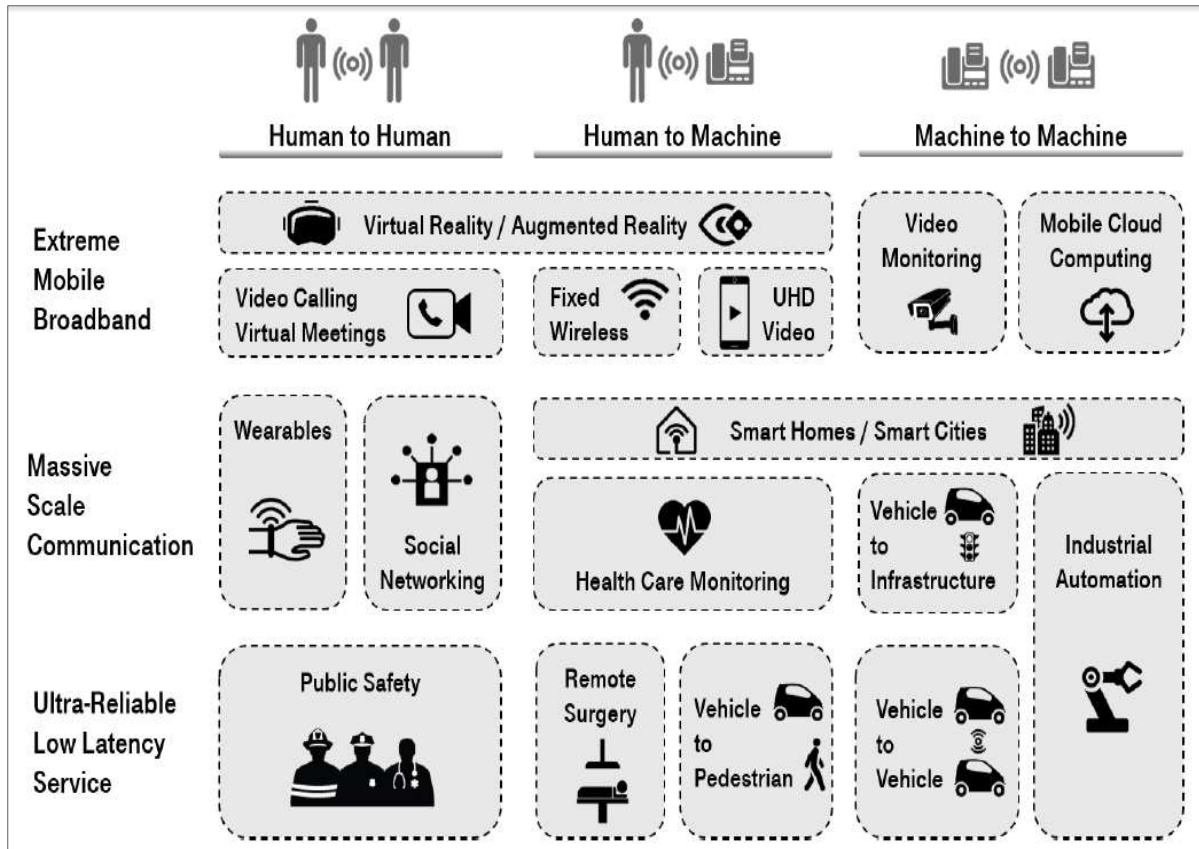 Human to Human
Human to Machine
Machine to Machine
Extreme
Mobile
Broadband
Virtual Reality / Augmented Reality
Video Calling
Virtual Meetings
Fixed
Wireless
UHD
Video
Video
Monitoring
Mobile Cloud
Computing
Massive
Scale
Communication
Wearables
Social
Networking
Smart Homes / Smart Cities
Health Care Monitoring
Vehicle
to
Infrastructure
Industrial
Automation
Ultra-Reliable
Low Latency
Service
Public Safety
Remote
Surgery
Vehicle
to
Pedestrian
Vehicle
to
Vehicle